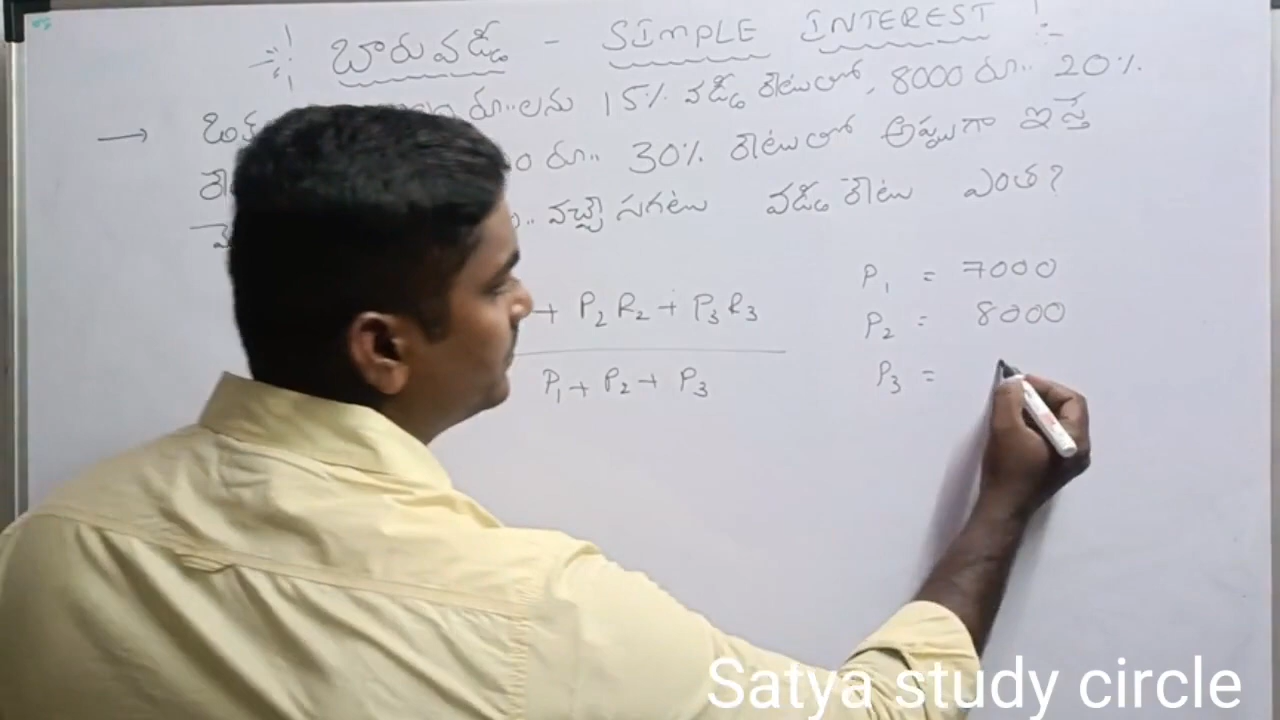 బారువడ్డీ - SIMPLE INTEREST :-
→ రూ..లను 15% వడ్డీ రేటులో, 8000 రూ.. 20%.
రూ.. 30% రేటులో అప్పుగా ఇస్తే
వచ్చే సగటు వడ్డీ రేటు ఎంత?
+ P₂R₂ + P₃R₃
P₁ + P₂ + P₃
P₁ = 7000
P₂ = 8000
P₃ =
Satya study circle